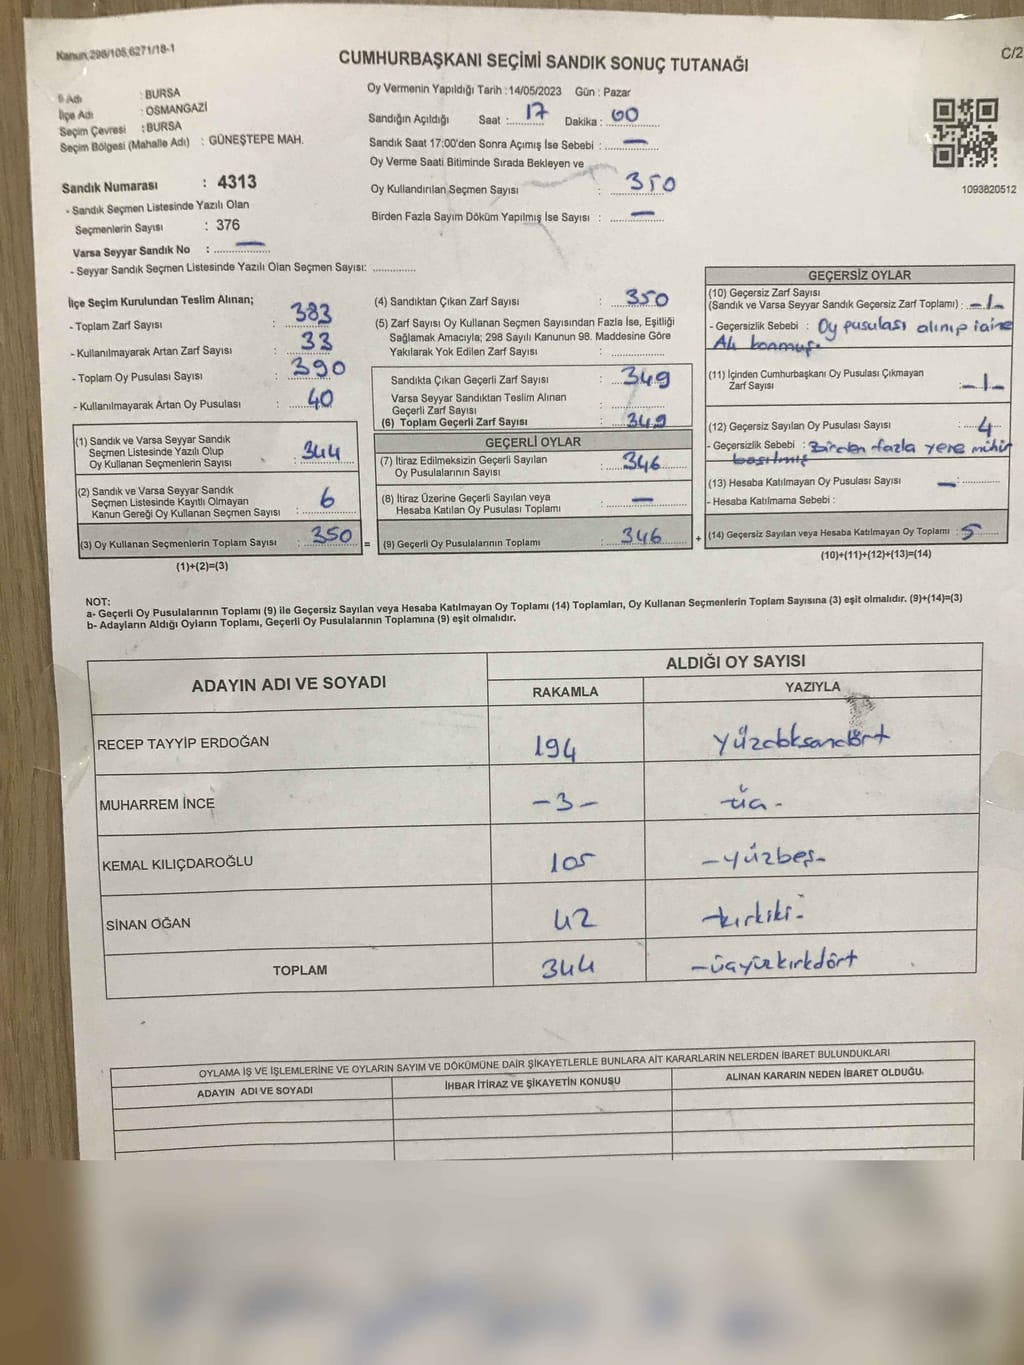 Kanun;298/105,6271/18-1
C/2
CUMHURBAŞKANI SEÇİMİ SANDIK SONUÇ TUTANAĞI
İl Adı : BURSA
İlçe Adı : OSMANGAZİ
Seçim Çevresi : BURSA
Seçim Bölgesi (Mahalle Adı) : GÜNEŞTEPE MAH.
Sandık Numarası : 4313
- Sandık Seçmen Listesinde Yazılı Olan
Seçmenlerin Sayısı : 376
Varsa Seyyar Sandık No : —
- Seyyar Sandık Seçmen Listesinde Yazılı Olan Seçmen Sayısı: ..............
Oy Vermenin Yapıldığı Tarih :14/05/2023 Gün : Pazar
Sandığın Açıldığı Saat : 17 Dakika : 00
Sandık Saat 17:00'den Sonra Açımış İse Sebebi : —
Oy Verme Saati Bitiminde Sırada Bekleyen ve
Oy Kullandırılan Seçmen Sayısı : 350
Birden Fazla Sayım Döküm Yapılmış İse Sayısı : —
1093820512
İlçe Seçim Kurulundan Teslim Alınan;
- Toplam Zarf Sayısı : 383
- Kullanılmayarak Artan Zarf Sayısı : 33
- Toplam Oy Pusulası Sayısı : 390
- Kullanılmayarak Artan Oy Pusulası : 40
(1) Sandık ve Varsa Seyyar Sandık
Seçmen Listesinde Yazılı Olup
Oy Kullanan Seçmenlerin Sayısı : 344
(2) Sandık ve Varsa Seyyar Sandık
Seçmen Listesinde Kayıtlı Olmayan
Kanun Gereği Oy Kullanan Seçmen Sayısı : 6
(3) Oy Kullanan Seçmenlerin Toplam Sayısı : 350
(1)+(2)=(3)
(4) Sandıktan Çıkan Zarf Sayısı : 350
(5) Zarf Sayısı Oy Kullanan Seçmen Sayısından Fazla İse, Eşitliği
Sağlamak Amacıyla; 298 Sayılı Kanunun 98. Maddesine Göre
Yakılarak Yok Edilen Zarf Sayısı : ..............
Sandıkta Çıkan Geçerli Zarf Sayısı : 349
Varsa Seyyar Sandıktan Teslim Alınan
Geçerli Zarf Sayısı : ..............
(6) Toplam Geçerli Zarf Sayısı : 349
GEÇERLİ OYLAR
(7) İtiraz Edilmeksizin Geçerli Sayılan
Oy Pusulalarının Sayısı : 346
(8) İtiraz Üzerine Geçerli Sayılan veya
Hesaba Katılan Oy Pusulası Toplamı : —
= (9) Geçerli Oy Pusulalarının Toplamı : 346
GEÇERSİZ OYLAR
(10) Geçersiz Zarf Sayısı
(Sandık ve Varsa Seyyar Sandık Geçersiz Zarf Toplamı) : -1-
- Geçersizlik Sebebi : Oy pusulası alınıp içine
(11) İçinden Cumhurbaşkanı Oy Pusulası Çıkmayan
Zarf Sayısı : -1-
(12) Geçersiz Sayılan Oy Pusulası Sayısı : 4
- Geçersizlik Sebebi : Birden fazla yere mühür
basılmış
(13) Hesaba Katılmayan Oy Pusulası Sayısı — :
- Hesaba Katılmama Sebebi :
+ (14) Geçersiz Sayılan veya Hesaba Katılmayan Oy Toplamı : 5
(10)+(11)+(12)+(13)=(14)
NOT:
a- Geçerli Oy Pusulalarının Toplamı (9) ile Geçersiz Sayılan veya Hesaba Katılmayan Oy Toplamı (14) Toplamları, Oy Kullanan Seçmenlerin Toplam Sayısına (3) eşit olmalıdır. (9)+(14)=(3)
b- Adayların Aldığı Oyların Toplamı, Geçerli Oy Pusulalarının Toplamına (9) eşit olmalıdır.
ADAYIN ADI VE SOYADI
ALDIĞI OY SAYISI
RAKAMLA YAZIYLA
RECEP TAYYİP ERDOĞAN 194 yüzdoksandört
MUHARREM İNCE -3- üç -
KEMAL KILIÇDAROĞLU 105 -yüzbeş-
SİNAN OĞAN 42 -kırkiki-
TOPLAM 344 -üçyüzkırkdört
OYLAMA İŞ VE İŞLEMLERİNE VE OYLARIN SAYIM VE DÖKÜMÜNE DAİR ŞİKAYETLERLE BUNLARA AİT KARARLARIN NELERDEN İBARET BULUNDUKLARI
ADAYIN ADI VE SOYADI İHBAR İTİRAZ VE ŞİKAYETİN KONUSU ALINAN KARARIN NEDEN İBARET OLDUĞU